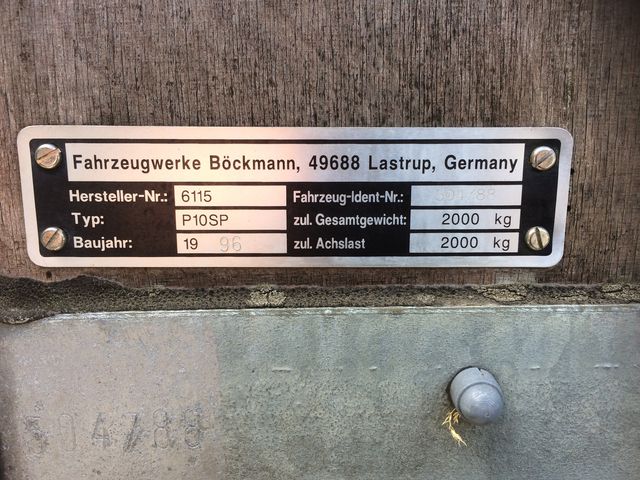 Fahrzeugwerke Böckmann, 49688 Lastrup, Germany
Hersteller-Nr.: 6115 Fahrzeug-Ident-Nr.:
Typ: P10SP zul. Gesamtgewicht: 2000 kg
Baujahr: 19 96 zul. Achslast 2000 kg